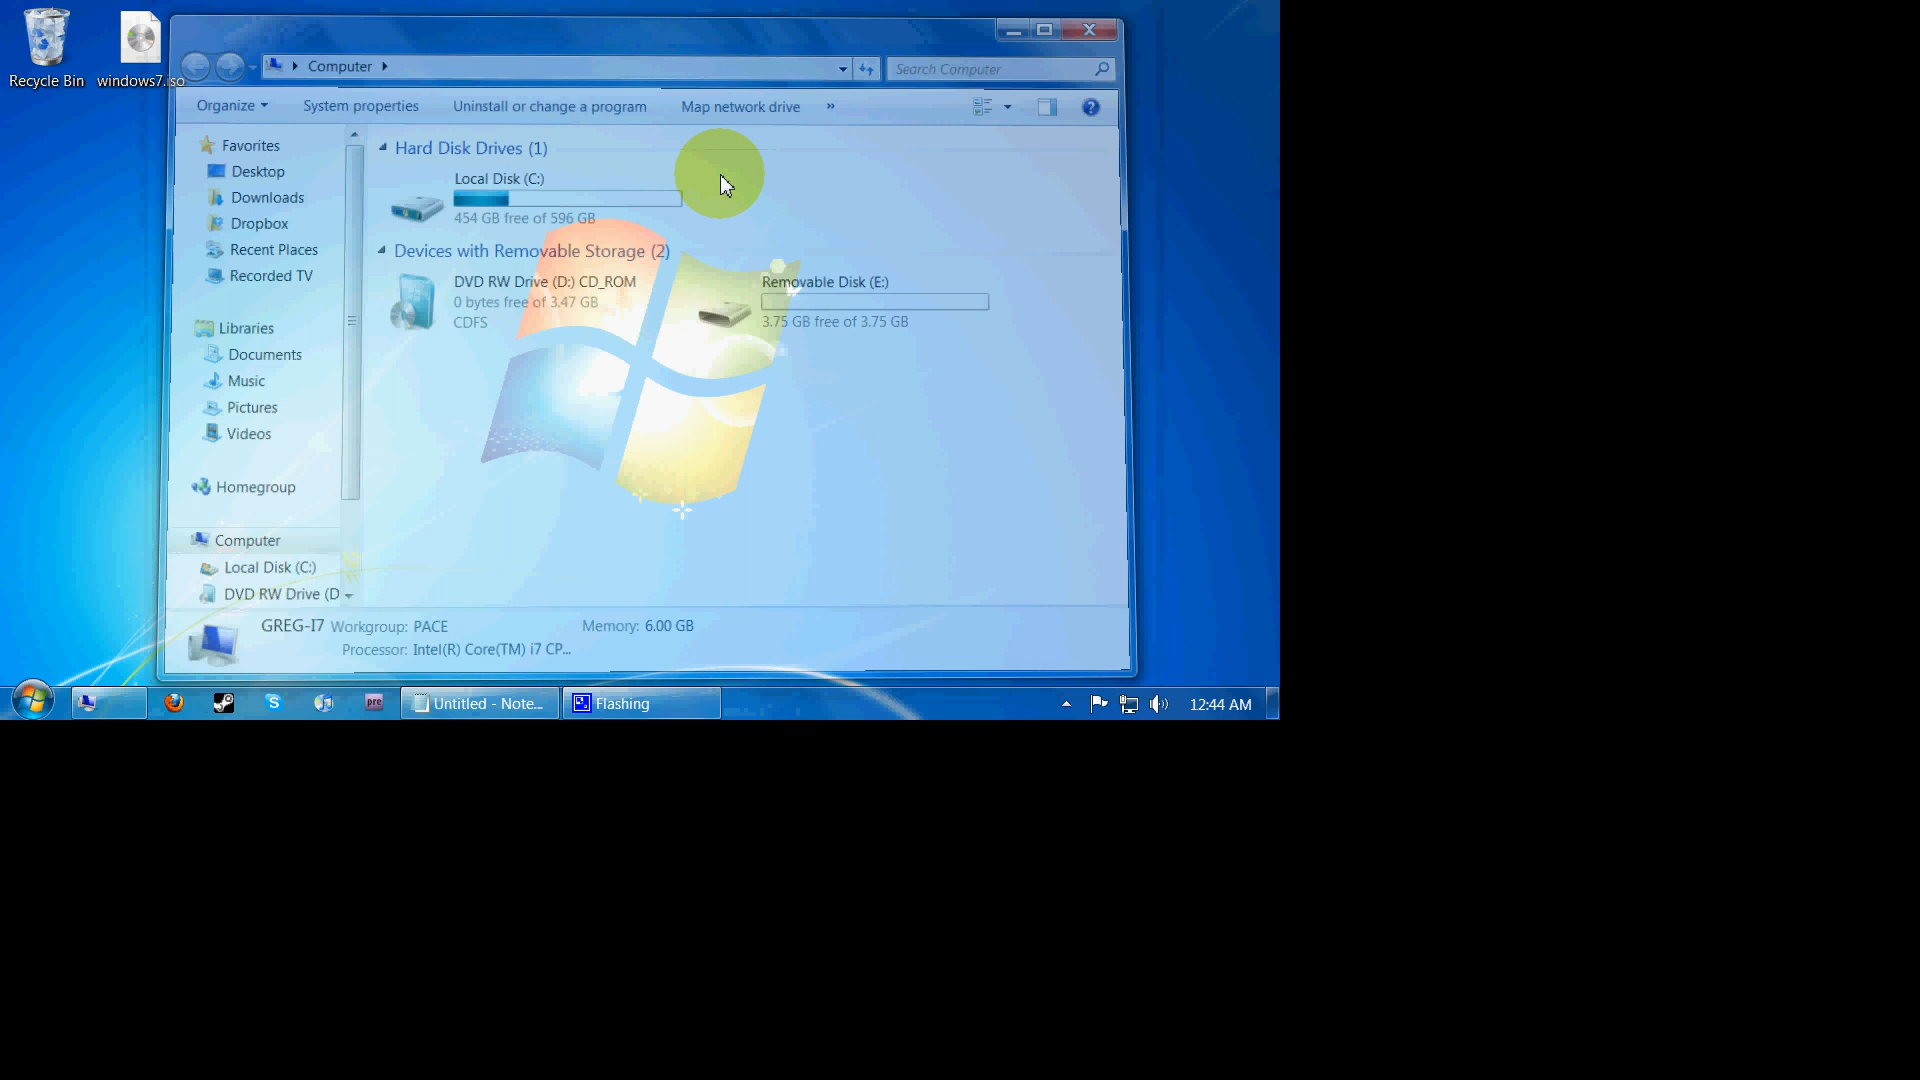 Recycle Bin
windows7.iso
Computer
Search Computer
Organize
System properties
Uninstall or change a program
Map network drive
»
Favorites
Desktop
Downloads
Dropbox
Recent Places
Recorded TV
Libraries
Documents
Music
Pictures
Videos
Homegroup
Computer
Local Disk (C:)
DVD RW Drive (D
Hard Disk Drives (1)
Local Disk (C:)
454 GB free of 596 GB
Devices with Removable Storage (2)
DVD RW Drive (D:) CD_ROM
0 bytes free of 3.47 GB
CDFS
Removable Disk (E:)
3.75 GB free of 3.75 GB
GREG-I7 Workgroup: PACE
Memory: 6.00 GB
Processor: Intel(R) Core(TM) i7 CP...
pre
Untitled - Note...
Flashing
12:44 AM